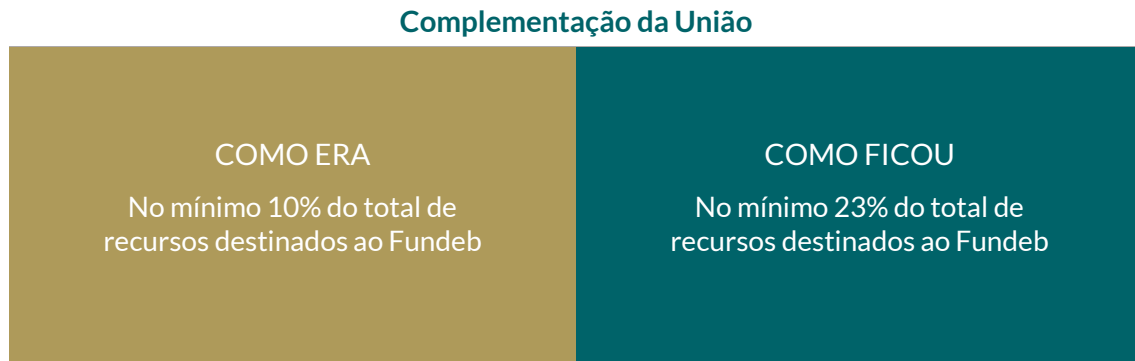 Complementação da União
COMO ERA
No mínimo 10% do total de
recursos destinados ao Fundeb
COMO FICOU
No mínimo 23% do total de
recursos destinados ao Fundeb